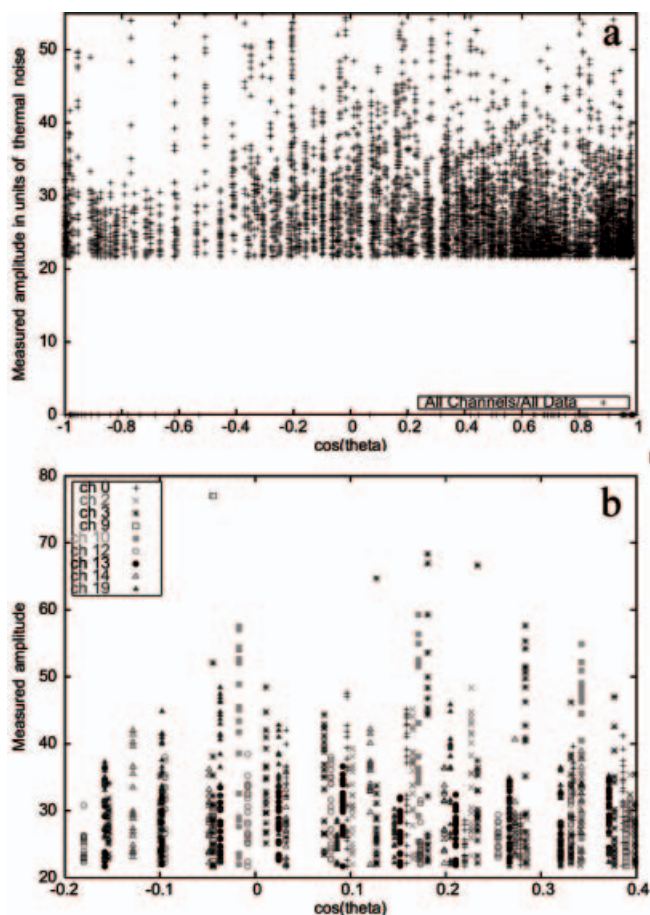 a
Measured amplitude in units of thermal noise
50
40
30
20
10
0
All Channels/All Data
-1 -0.8 -0.6 -0.4 -0.2 0 0.2 0.4 0.6 0.8 1
cos(theta)
b
Measured amplitude
80
70
60
50
40
30
20
ch 0
ch 2
ch 3
ch 9
ch 10
ch 12
ch 13
ch 14
ch 19
-0.2 -0.1 0 0.1 0.2 0.3 0.4
cos(theta)